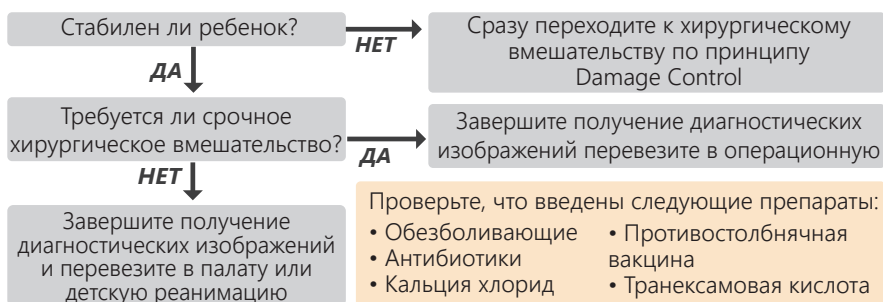 Стабилен ли ребенок?
НЕТ
Сразу переходите к хирургическому
вмешательству по принципу
Damage Control
ДА
Требуется ли срочное
хирургическое вмешательство?
ДА
Завершите получение диагностических
изображений перевезите в операционную
НЕТ
Завершите получение
диагностических изображений
и перевезите в палату или
детскую реанимацию
Проверьте, что введены следующие препараты:
• Обезболивающие
• Антибиотики
• Кальция хлорид
• Противостолбнячная
вакцина
• Транексамовая кислота